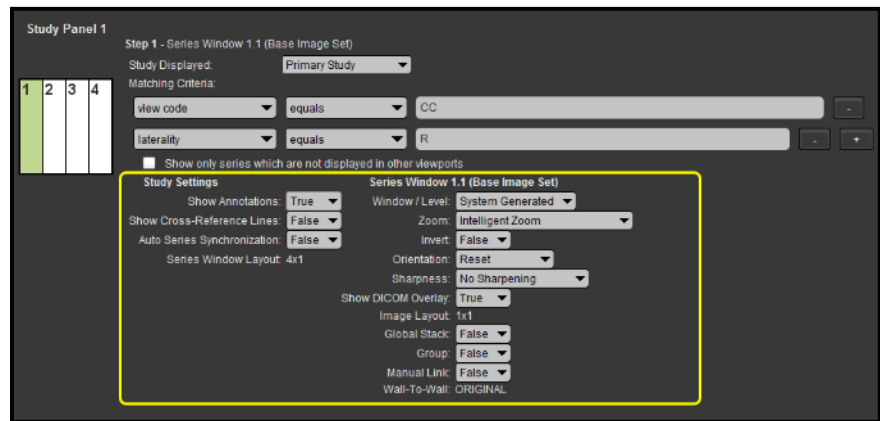 Study Panel 1
Step 1 - Series Window 1.1 (Base Image Set)
Study Displayed: Primary Study
Matching Criteria:
1 2 3 4
view code equals CC -
laterality equals R - +
Show only series which are not displayed in other viewports
Study Settings Series Window 1.1 (Base Image Set)
Show Annotations: True Window / Level: System Generated
Show Cross-Reference Lines: False Zoom: Intelligent Zoom
Auto Series Synchronization: False Invert: False
Series Window Layout: 4x1 Orientation: Reset
Sharpness: No Sharpening
Show DICOM Overlay: True
Image Layout: 1x1
Global Stack: False
Group: False
Manual Link: False
Wall-To-Wall: ORIGINAL